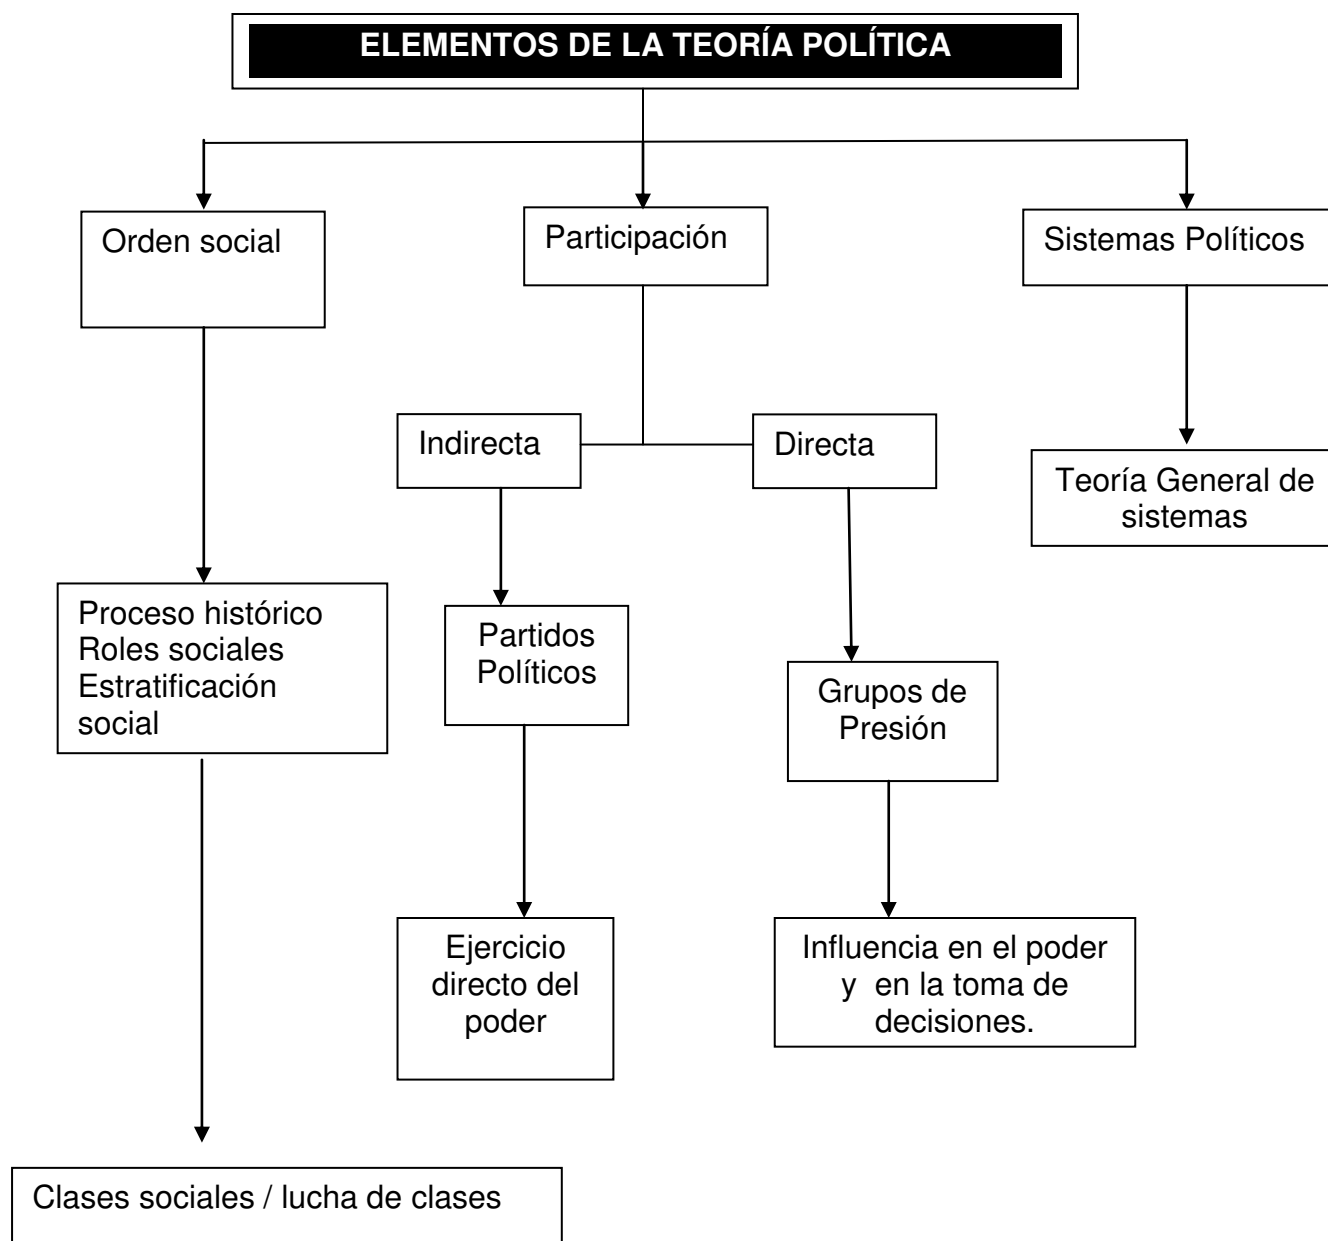 ELEMENTOS DE LA TEORÍA POLÍTICA
Orden social
Participación
Sistemas Políticos
Indirecta
Directa
Teoría General de
sistemas
Proceso histórico
Roles sociales
Estratificación
social
Partidos
Políticos
Grupos de
Presión
Ejercicio
directo del
poder
Influencia en el poder
y en la toma de
decisiones.
Clases sociales / lucha de clases